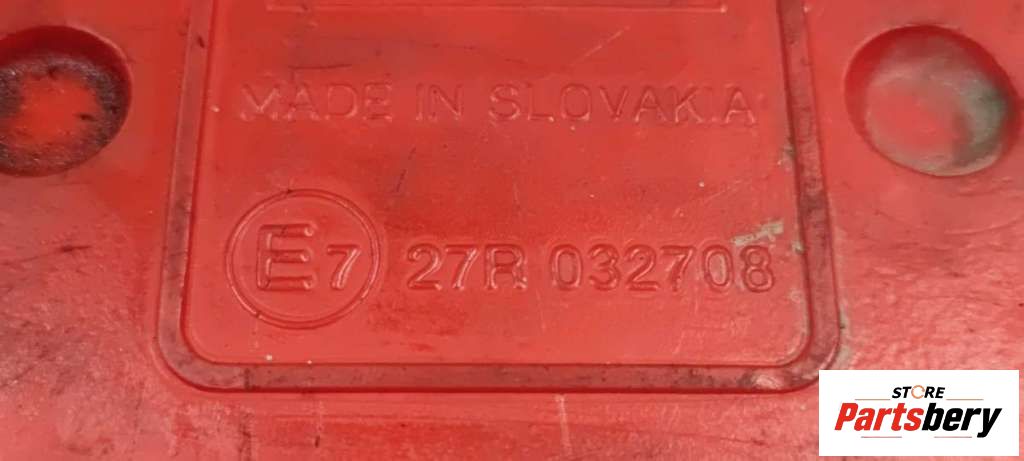 MADE IN SLOVAKIA
E7 27R 032708
STORE
Partsbery